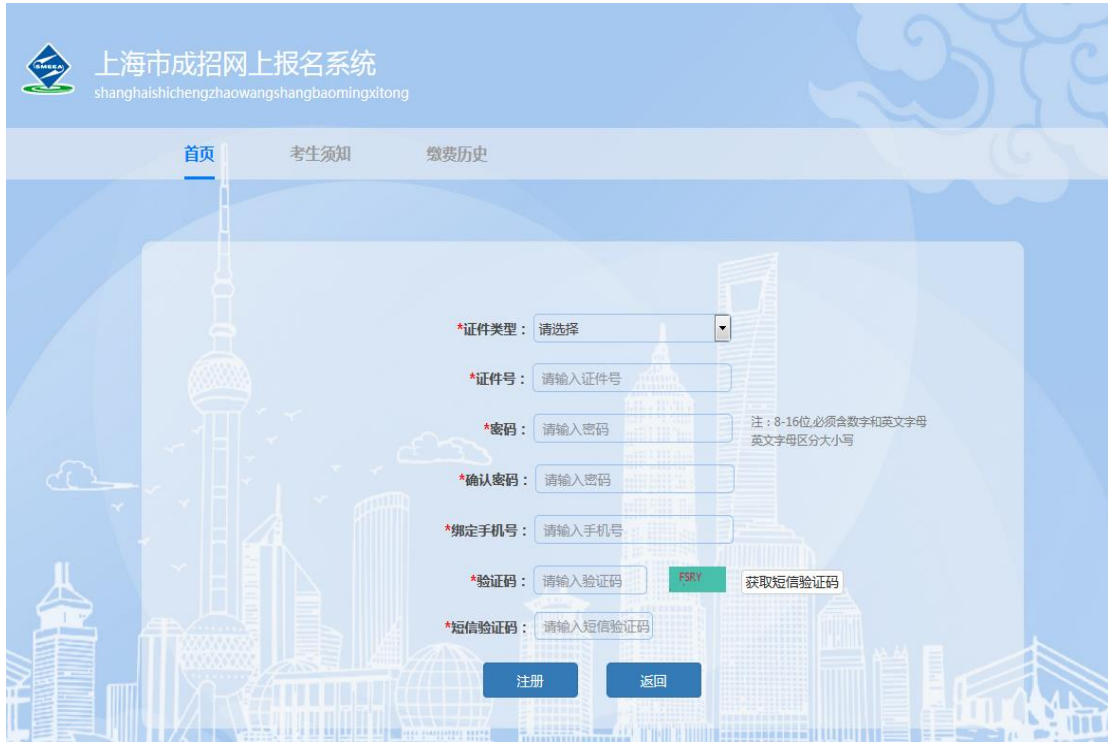 SMEEA
上海市成招网上报名系统
shanghaishichengzhaowangshangbaomingxitong
首页 考生须知 缴费历史
*证件类型： 请选择
*证件号： 请输入证件号
*密码： 请输入密码 注：8-16位,必须含数字和英文字母
英文字母区分大小写
*确认密码： 请输入密码
*绑定手机号： 请输入手机号
*验证码： 请输入验证码 FSRY 获取短信验证码
*短信验证码： 请输入短信验证码
注册 返回